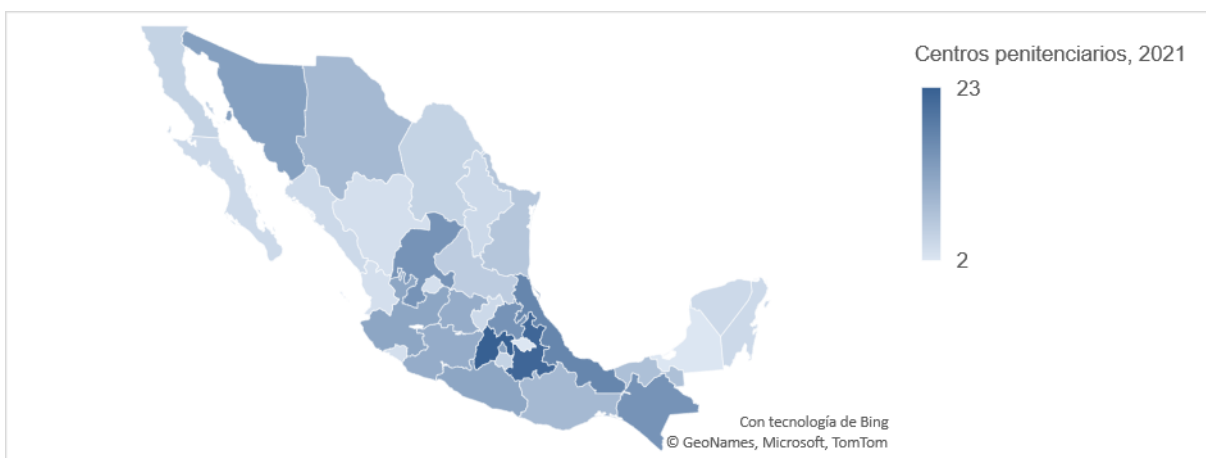 Centros penitenciarios, 2021
23
2
Con tecnología de Bing
© GeoNames, Microsoft, TomTom